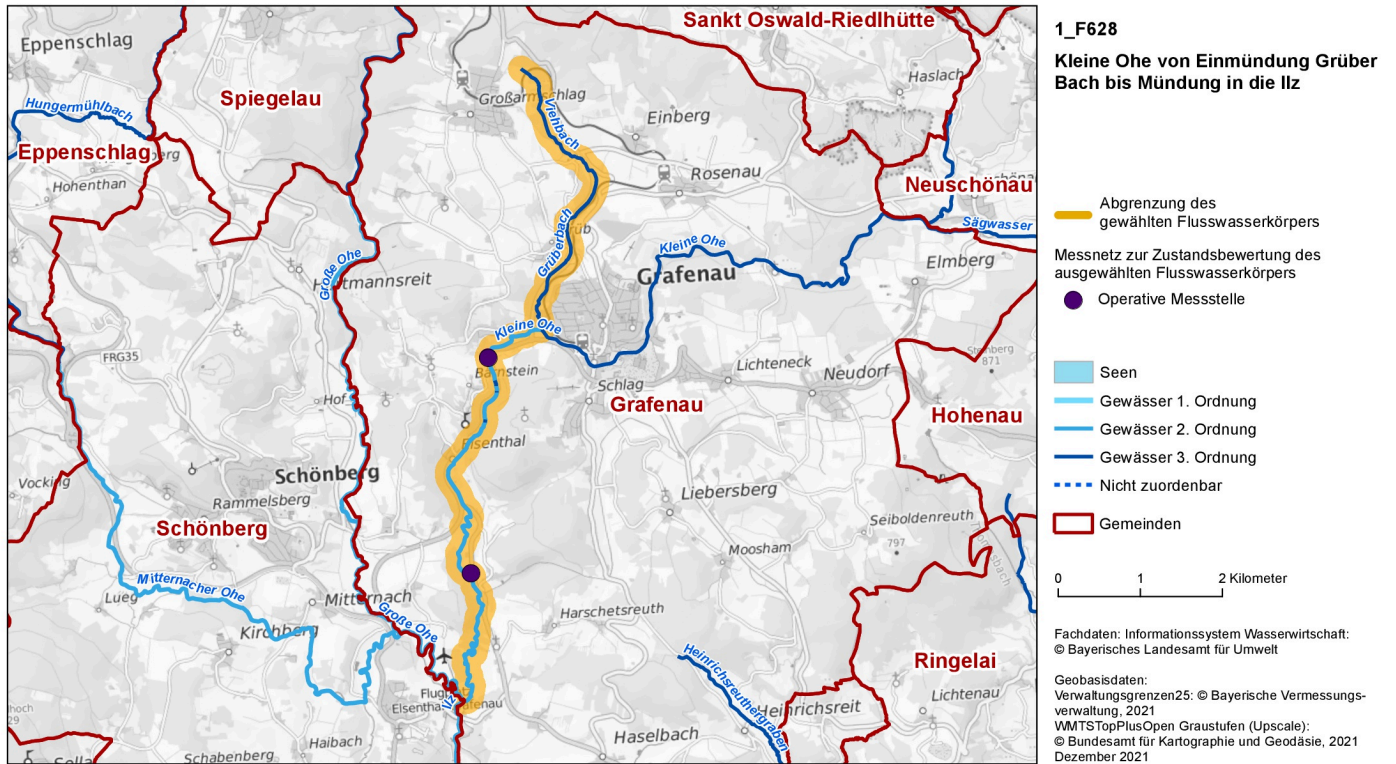 Sankt Oswald-Riedlhütte
Eppenschlag
Haslach
Großarmschlag
Spiegelau
Viehbach
Hungermühlbach
Einberg
Eppenschlag
Hohenthan
Rosenau
Neuschönau
Sägwasser
Grüberbach
Kleine Ohe
Große Ohe
Hartmannsreit
Grafenau
Elmberg
Kleine Ohe
FRG35
Bärnstein
Lichteneck
Steinberg
871
Schlag
Neudorf
Hof
Grafenau
Hohenau
Eisenthal
Schönberg
Vocking
Rammelsberg
Liebersberg
Schönberg
Seiboldenreuth
797
Moosham
Mitternacher Ohe
Lueg
Mitternach
Große Ohe
Harschetsreuth
Kirchberg
Heinrichsreuthergraben
Ringelai
Ilz
Lichtenau
Heinrichsreit
Haselbach
Haibach
Schabenberg
1_F628
Kleine Ohe von Einmündung Grüber
Bach bis Mündung in die Ilz
Abgrenzung des
gewählten Flusswasserkörpers
Messnetz zur Zustandsbewertung des
ausgewählten Flusswasserkörpers
Operative Messstelle
Seen
Gewässer 1. Ordnung
Gewässer 2. Ordnung
Gewässer 3. Ordnung
Nicht zuordenbar
Gemeinden
0 1 2 Kilometer
Fachdaten: Informationssystem Wasserwirtschaft:
© Bayerisches Landesamt für Umwelt
Geobasisdaten:
Verwaltungsgrenzen25: © Bayerische Vermessungs-
verwaltung, 2021
WMTSTopPlusOpen Graustufen (Upscale):
© Bundesamt für Kartographie und Geodäsie, 2021
Dezember 2021